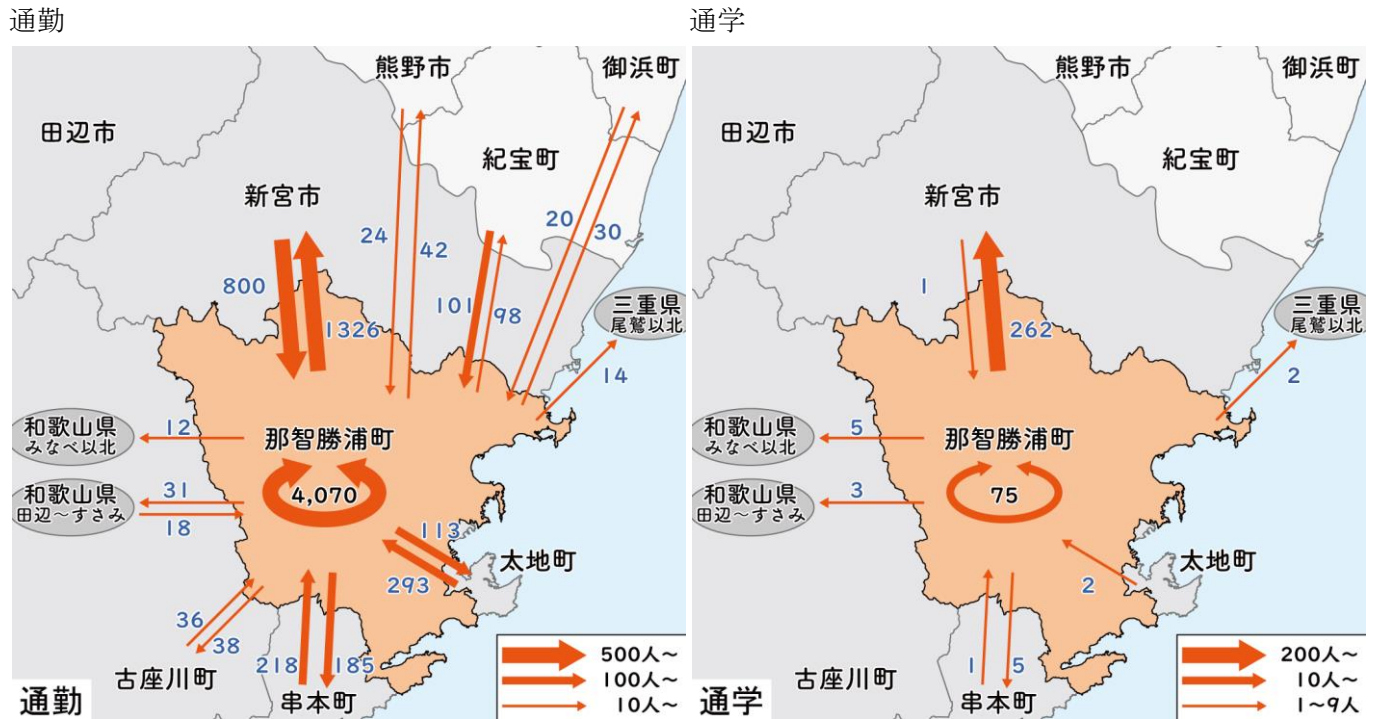 通勤
熊野市
御浜町
田辺市
紀宝町
新宮市
24
42
20
30
800
1326
101
98
三重県
尾鷲以北
14
和歌山県
みなべ以北
12
那智勝浦町
4,070
和歌山県
田辺~すさみ
31
18
113
293
太地町
36
38
218
185
古座川町
串本町
通勤
500人~
100人~
10人~
通学
熊野市
御浜町
田辺市
紀宝町
新宮市
1
262
三重県
尾鷲以北
2
和歌山県
みなべ以北
5
那智勝浦町
75
和歌山県
田辺~すさみ
3
太地町
2
1
5
古座川町
串本町
通学
200人~
10人~
1~9人